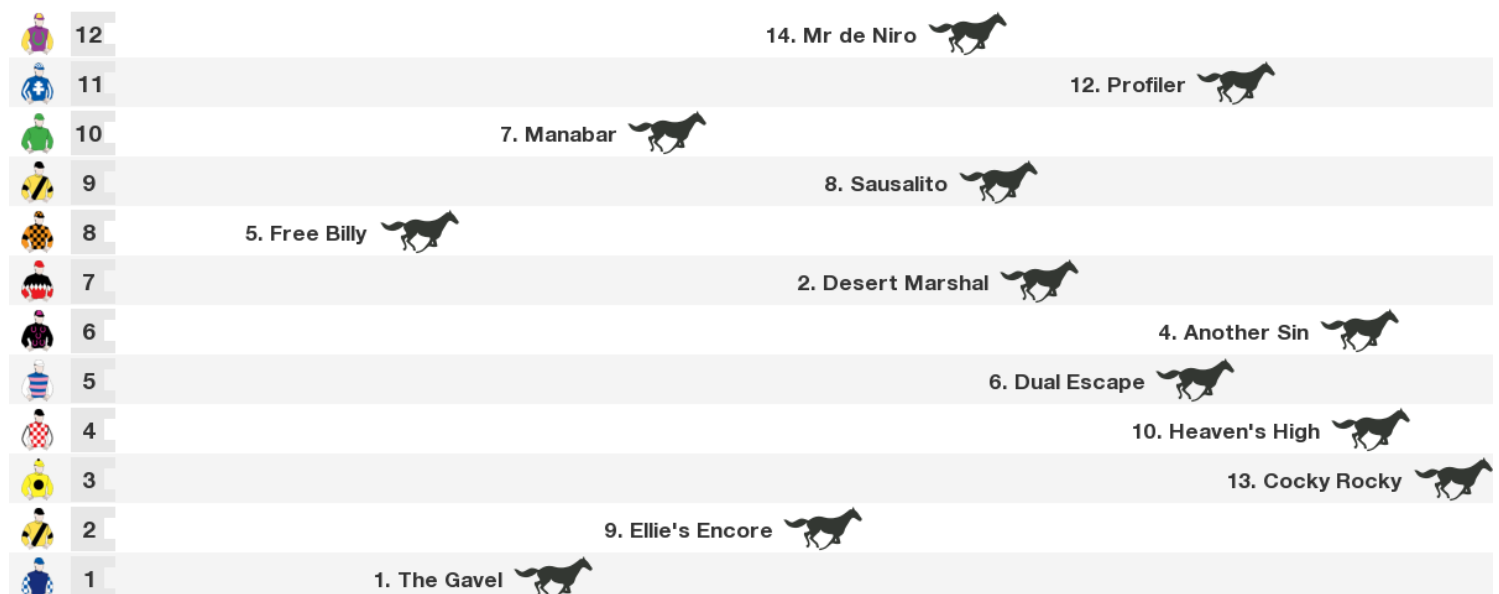 12 14. Mr de Niro
11 12. Profiler
10 7. Manabar
9 8. Sausalito
8 5. Free Billy
7 2. Desert Marshal
6 4. Another Sin
5 6. Dual Escape
4 10. Heaven's High
3 13. Cocky Rocky
2 9. Ellie's Encore
1 1. The Gavel